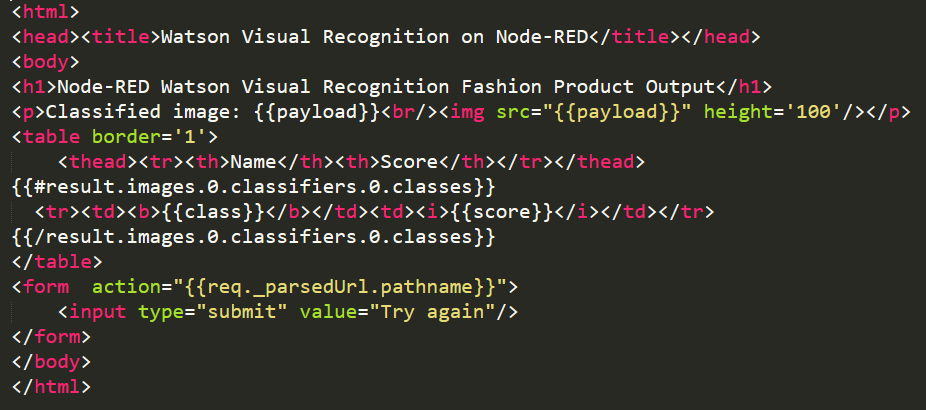 <html>
<head><title>Watson Visual Recognition on Node-RED</title></head>
<body>
<h1>Node-RED Watson Visual Recognition Fashion Product Output</h1>
<p>Classified image: {{payload}}<br/><img src="{{payload}}" height='100'/></p>
<table border='1'>
    <thead><tr><th>Name</th><th>Score</th></tr></thead>
{{#result.images.0.classifiers.0.classes}}
  <tr><td><b>{{class}}</b></td><td><i>{{score}}</i></td></tr>
{{/result.images.0.classifiers.0.classes}}
</table>
<form  action="{{req._parsedUrl.pathname}}">
    <input type="submit" value="Try again"/>
</form>
</body>
</html>